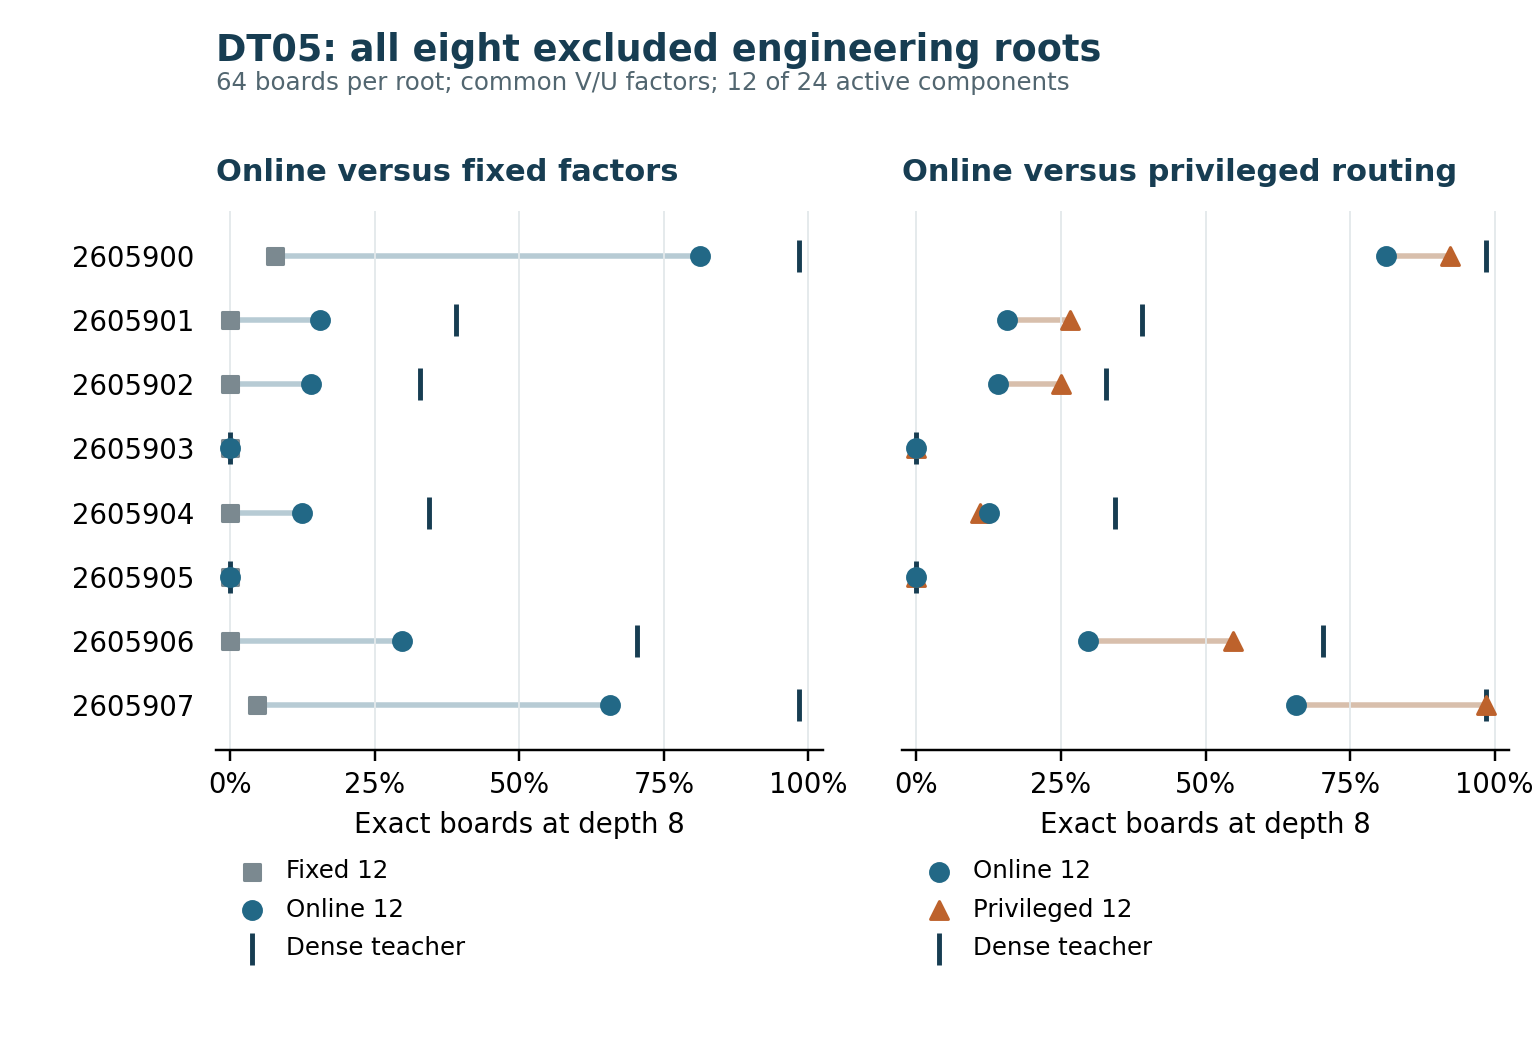 DT05: all eight excluded engineering roots
64 boards per root; common V/U factors; 12 of 24 active components
Online versus fixed factors
Online versus privileged routing
2605900
2605901
2605902
2605903
2605904
2605905
2605906
2605907
0% 25% 50% 75% 100%
Exact boards at depth 8
Fixed 12
Online 12
Dense teacher
0% 25% 50% 75% 100%
Exact boards at depth 8
Online 12
Privileged 12
Dense teacher